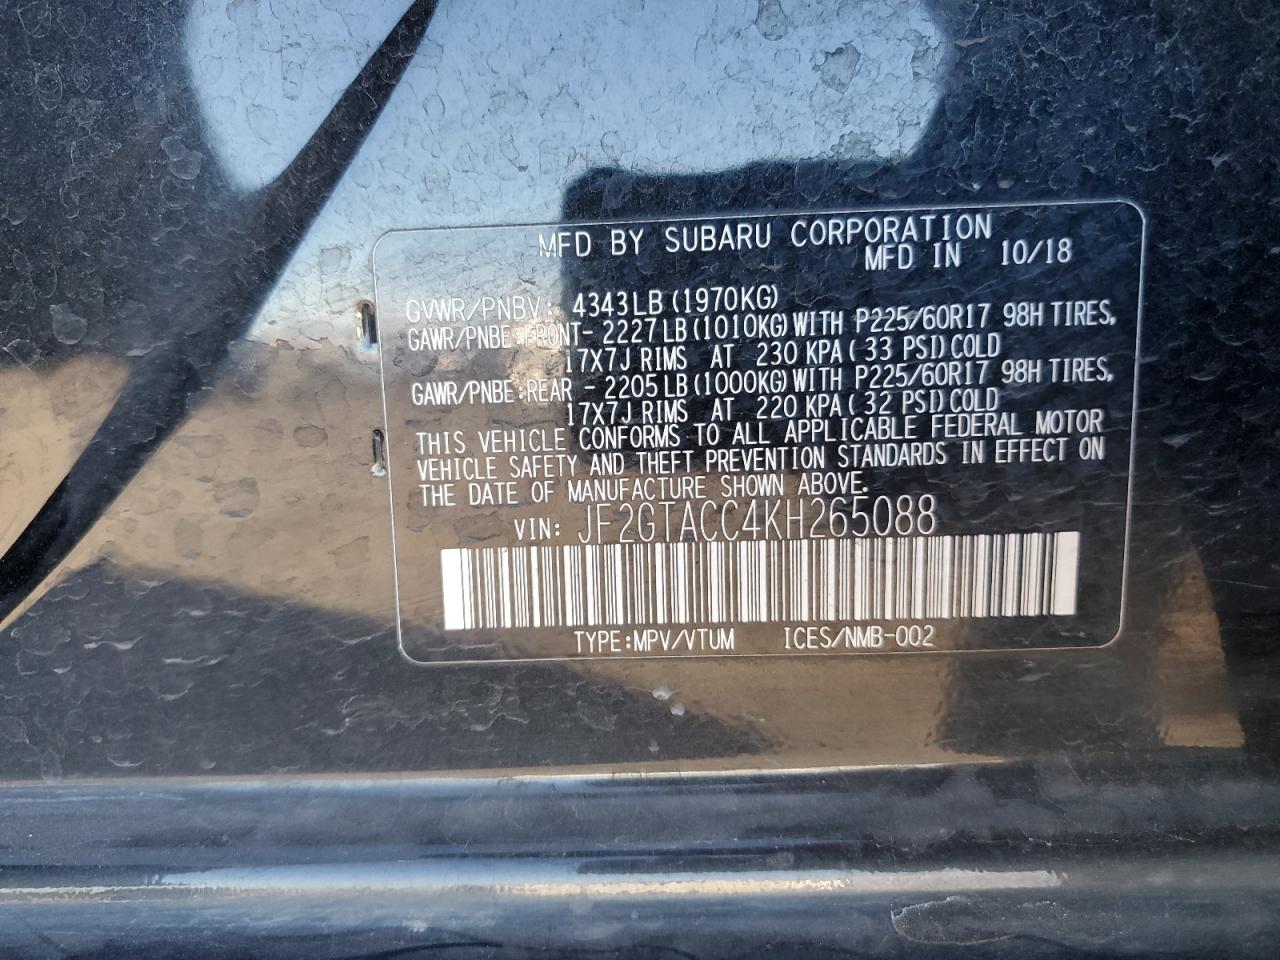 MFD BY SUBARU CORPORATION
MFD IN 10/18
GVWR/PNBV: 4343LB (1970KG)
GAWR/PNBE:FRONT- 2227LB (1010KG) WITH P225/60R17 98H TIRES,
17X7J RIMS AT 230 KPA ( 33 PSI) COLD
GAWR/PNBE:REAR - 2205LB (1000KG) WITH P225/60R17 98H TIRES,
17X7J RIMS AT 220 KPA ( 32 PSI) COLD
THIS VEHICLE CONFORMS TO ALL APPLICABLE FEDERAL MOTOR
VEHICLE SAFETY AND THEFT PREVENTION STANDARDS IN EFFECT ON
THE DATE OF MANUFACTURE SHOWN ABOVE.
VIN: JF2GTACC4KH265088
TYPE:MPV/VTUM ICES/NMB-002